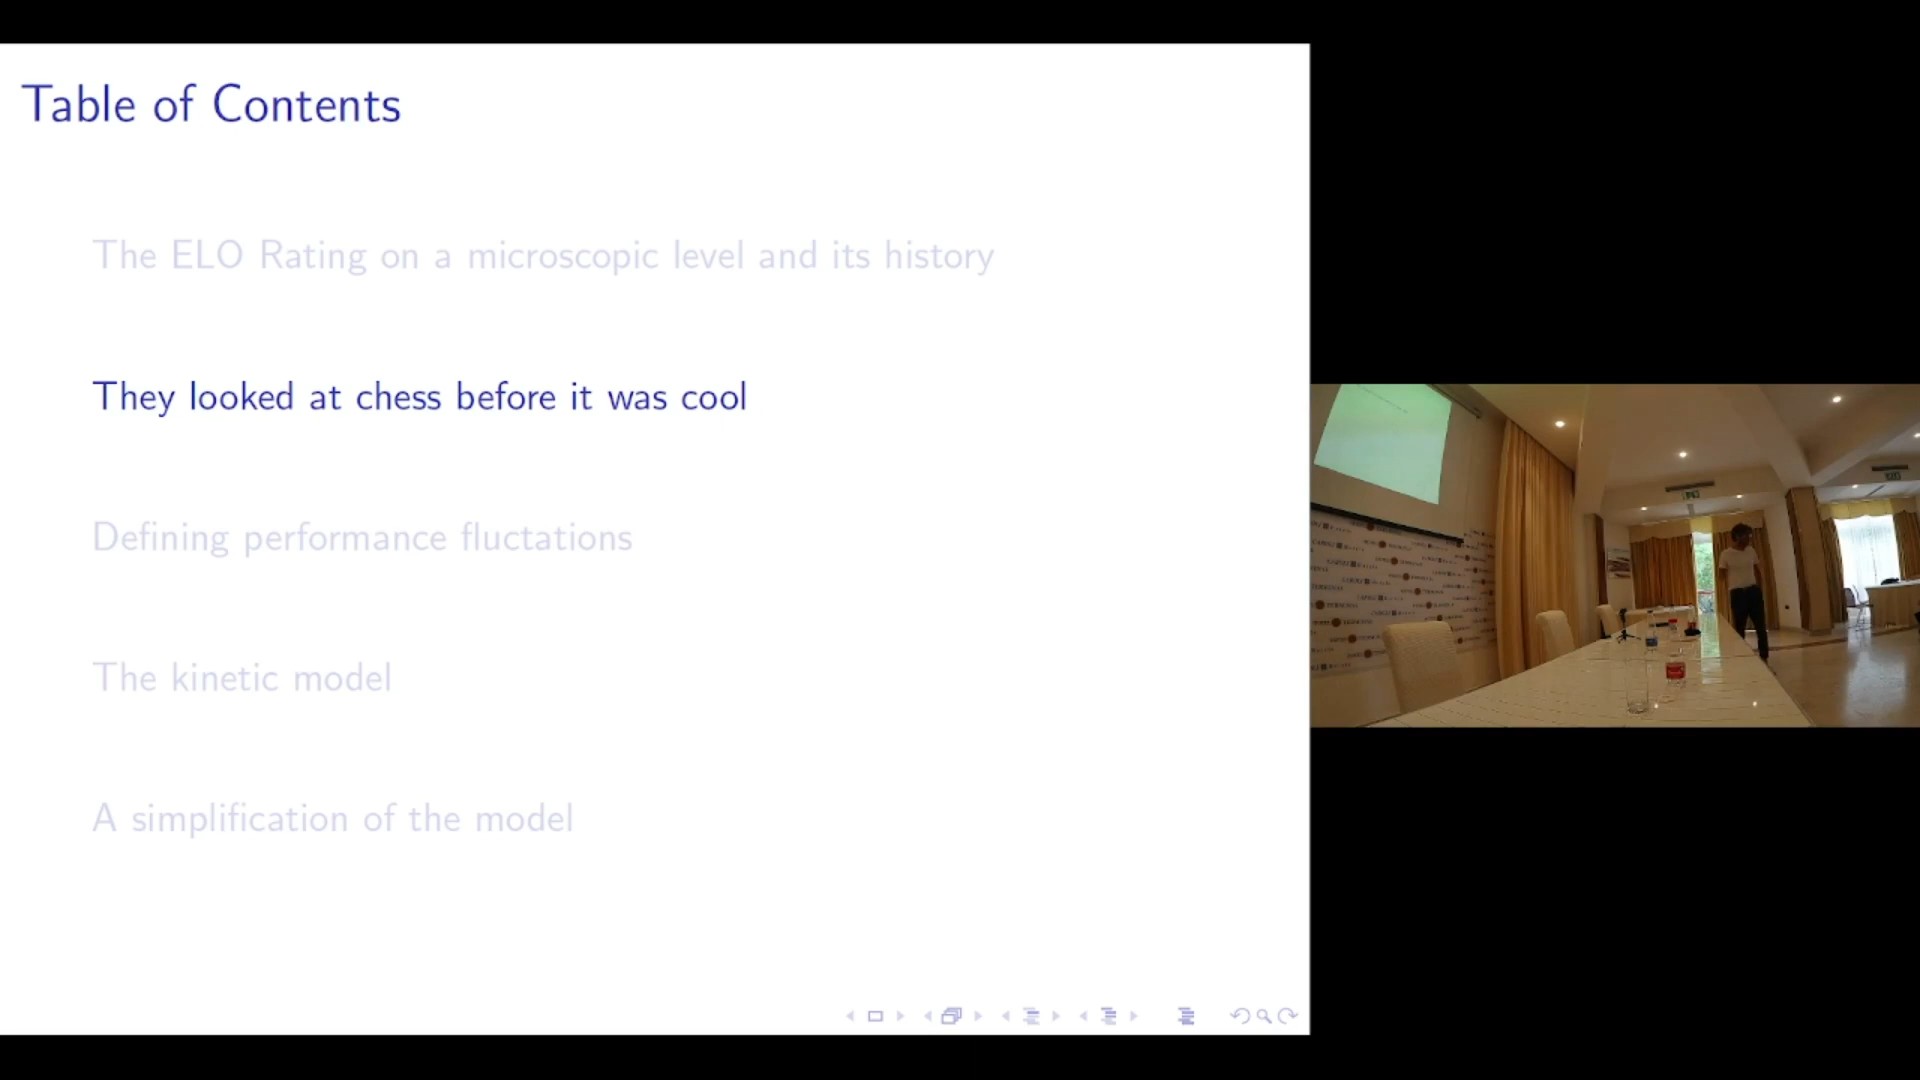 Table of Contents
The ELO Rating on a microscopic level and its history
They looked at chess before it was cool
Defining performance fluctations
The kinetic model
A simplification of the model